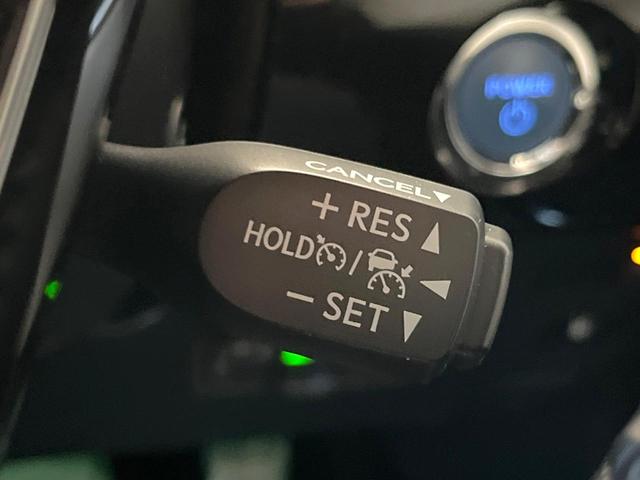 POWER
CANCEL▼
+ RES ▲
HOLD / ◀
− SET ▼